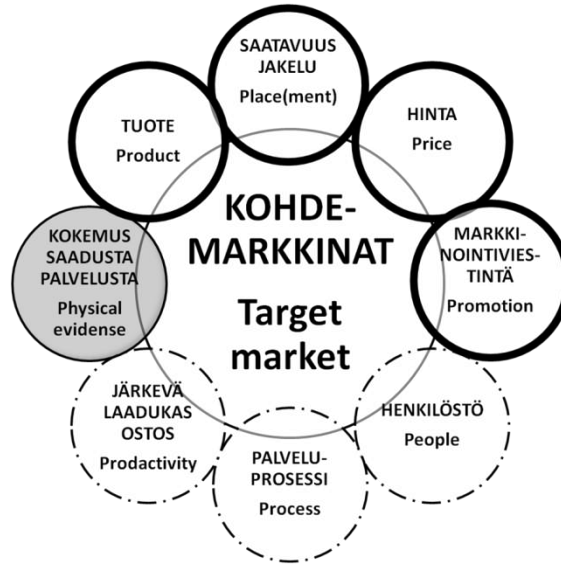 SAATAVUUS
JAKELU
Place(ment)
HINTA
Price
MARKKI-
NOINTIVIES-
TINTÄ
Promotion
HENKILÖSTÖ
People
PALVELU-
PROSESSI
Process
JÄRKEVÄ
LAADUKAS
OSTOS
Prodactivity
KOKEMUS
SAADUSTA
PALVELUSTA
Physical
evidense
TUOTE
Product
KOHDE-
MARKKINAT
Target
market